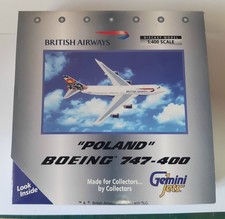 BRITISH AIRWAYS
DIECAST MODEL
1:400 SCALE
"POLAND"
BOEING 747-400
Look Inside
Made for Collectors...
by Collectors
Gemini
Jets